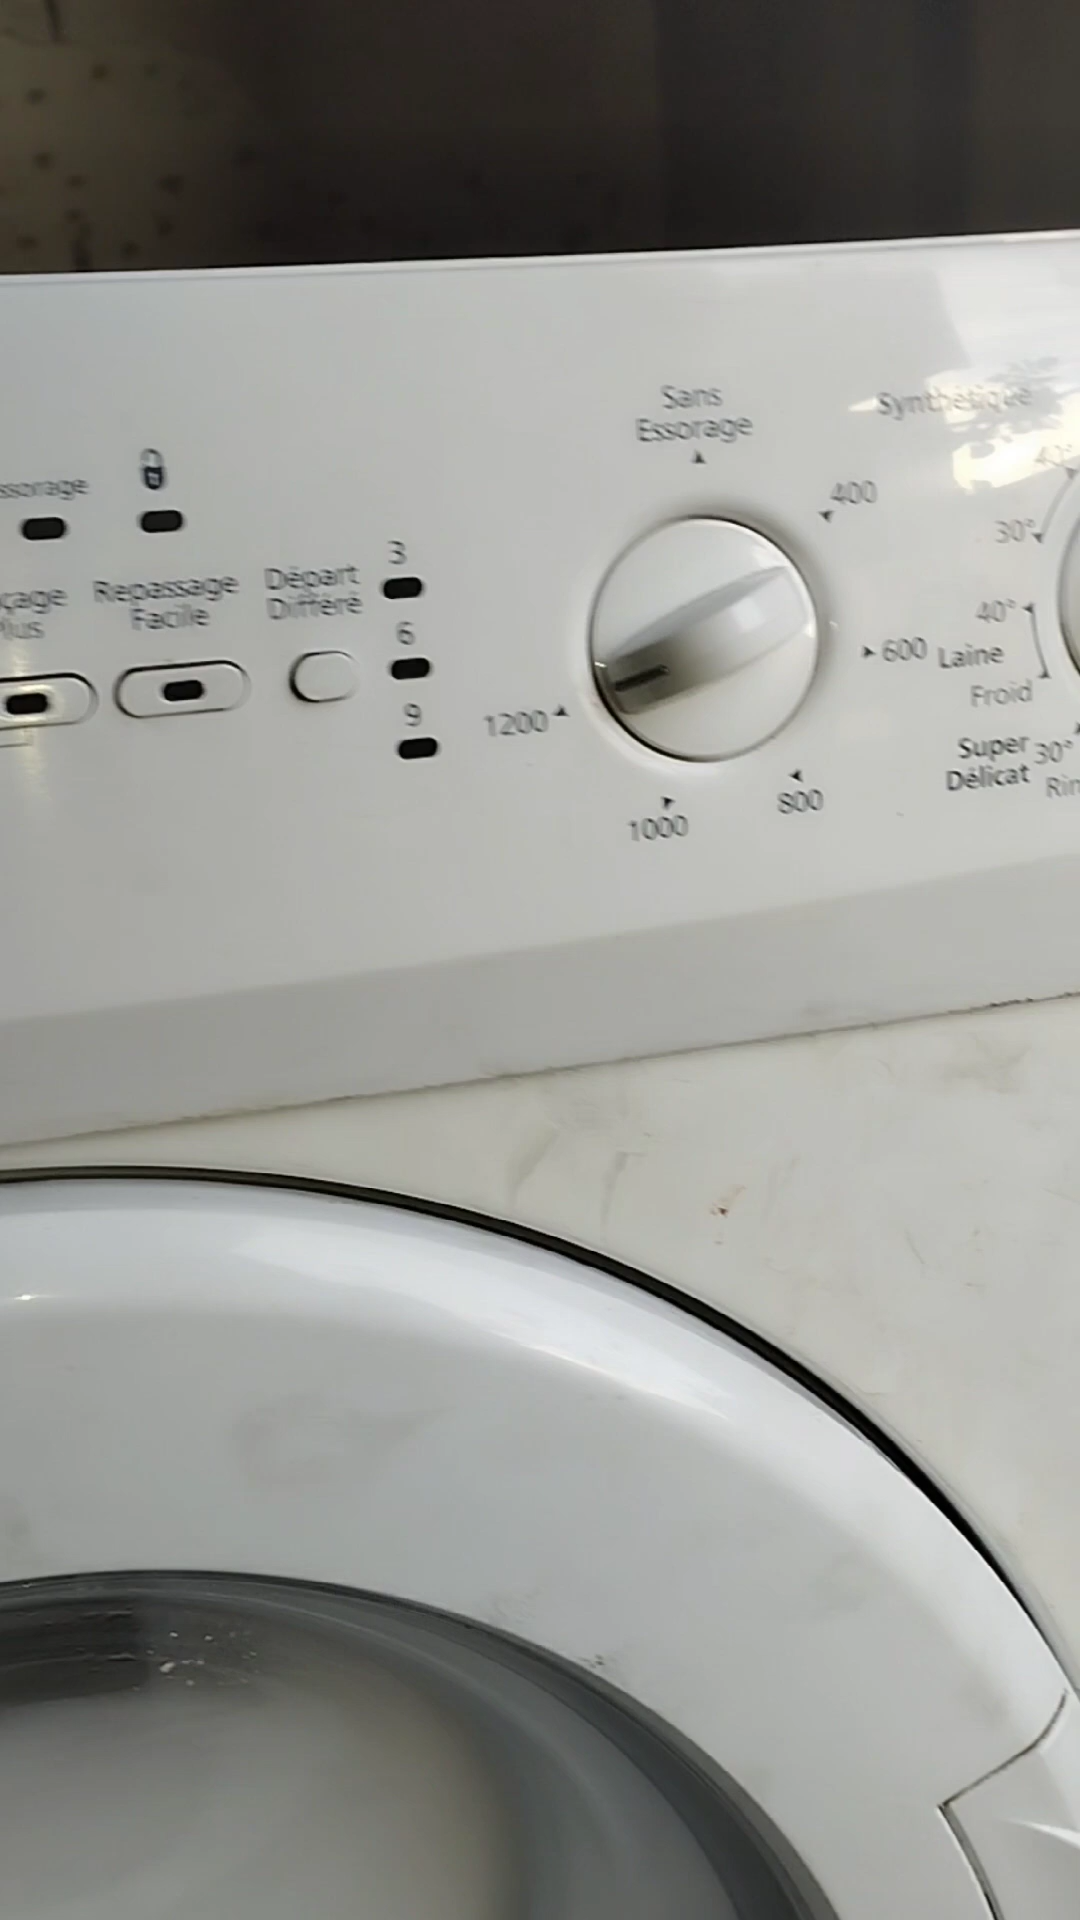 Sans
Essorage
400
600
800
1000
1200
Repassage
Facile
Départ
Différé
3
6
9
Synthétique
40°
30°
40°
Laine
Froid
Super
Délicat
30°